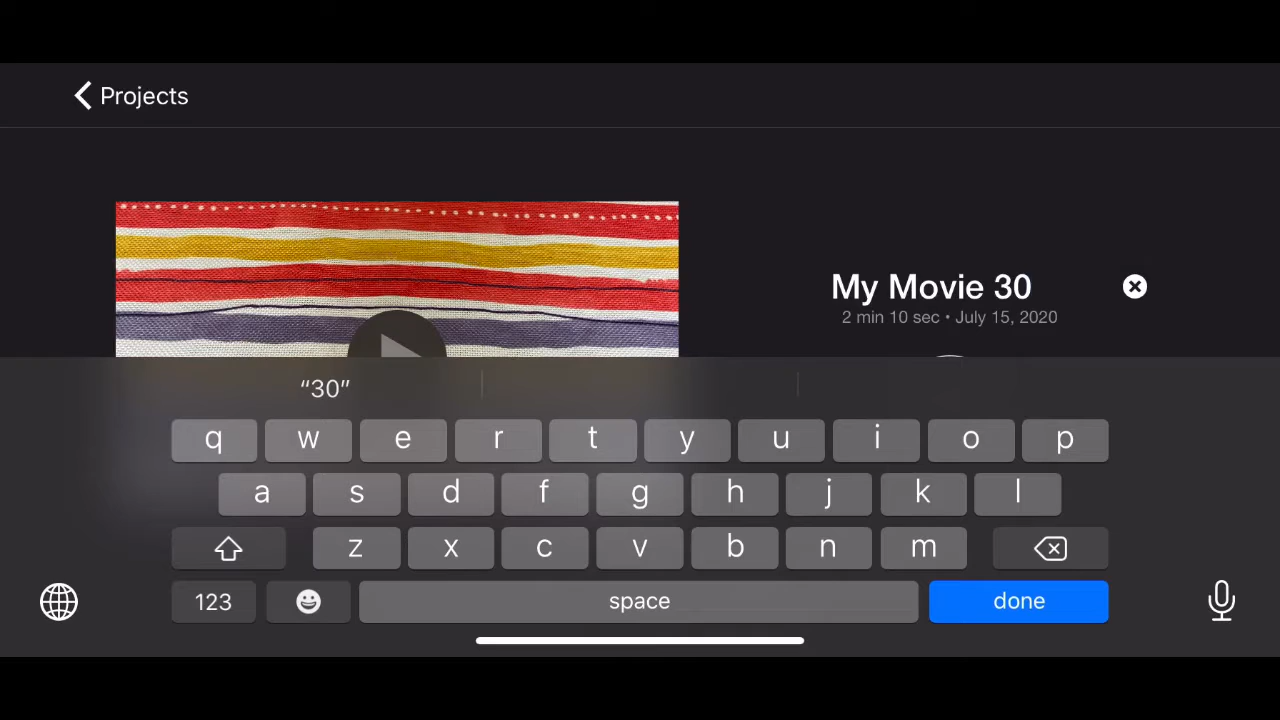 Projects
My Movie 30
2 min 10 sec • July 15, 2020
“30”
q w e r t y u i o p
a s d f g h j k l
z x c v b n m
123 space done